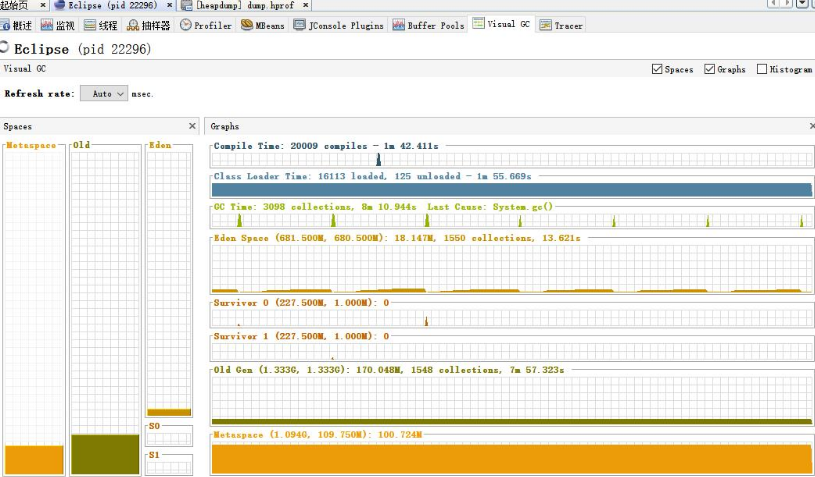 起始页 × Eclipse (pid 22296) × [heapdump] dump.hprof ×
概述 监视 线程 抽样器 Profiler MBeans JConsole Plugins Buffer Pools Visual GC Tracer
Eclipse (pid 22296)
Visual GC
Spaces Graphs Histogram
Refresh rate: Auto msec.
Spaces × Graphs ×
Metaspace Old Eden
S0
S1
Compile Time: 20009 compiles - 1m 42.411s
Class Loader Time: 16113 loaded, 125 unloaded - 1m 55.669s
GC Time: 3098 collections, 8m 10.944s Last Cause: System.gc()
Eden Space (681.500M, 680.500M): 18.147M, 1550 collections, 13.621s
Survivor 0 (227.500M, 1.000M): 0
Survivor 1 (227.500M, 1.000M): 0
Old Gen (1.333G, 1.333G): 170.048M, 1548 collections, 7m 57.323s
Metaspace (1.094G, 109.750M): 100.724M